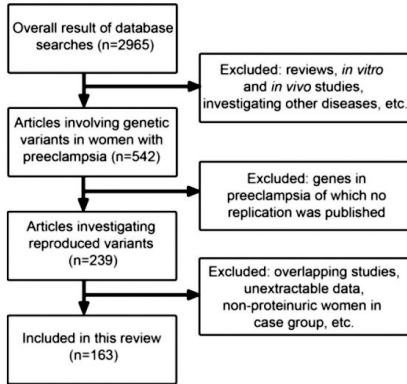 Overall result of database
searches (n=2965)
Excluded: reviews, in vitro
and in vivo studies,
investigating other diseases, etc.
Articles involving genetic
variants in women with
preeclampsia (n=542)
Excluded: genes in
preeclampsia of which no
replication was published
Articles investigating
reproduced variants
(n=239)
Excluded: overlapping studies,
unextractable data,
non-proteinuric women in
case group, etc.
Included in this review
(n=163)